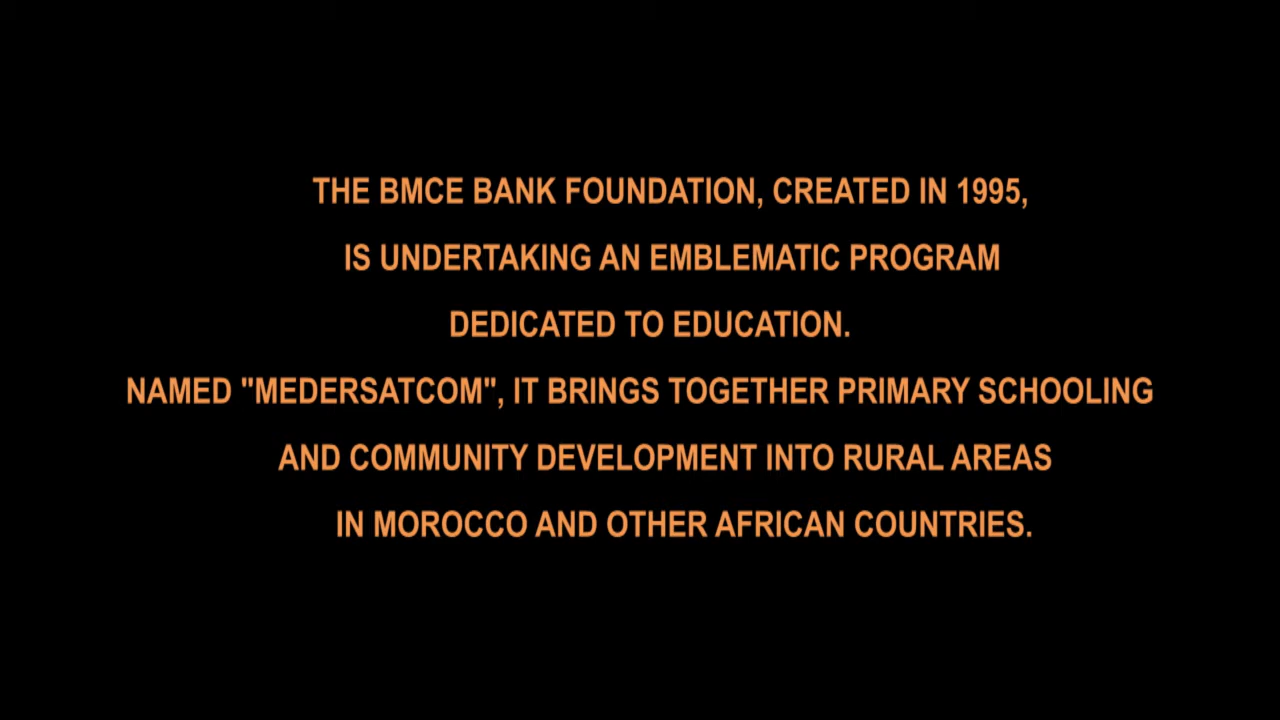 THE BMCE BANK FOUNDATION, CREATED IN 1995,
IS UNDERTAKING AN EMBLEMATIC PROGRAM
DEDICATED TO EDUCATION.
NAMED "MEDERSATCOM", IT BRINGS TOGETHER PRIMARY SCHOOLING
AND COMMUNITY DEVELOPMENT INTO RURAL AREAS
IN MOROCCO AND OTHER AFRICAN COUNTRIES.